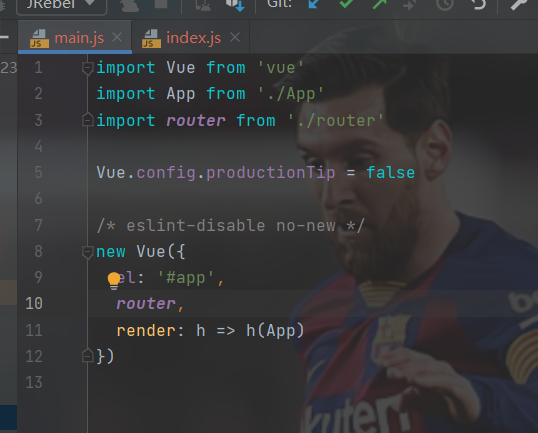 JRebel
Git:
main.js
index.js
23
1 import Vue from 'vue'
2 import App from './App'
3 import router from './router'
4
5 Vue.config.productionTip = false
6
7 /* eslint-disable no-new */
8 new Vue({
9 el: '#app',
10 router,
11 render: h => h(App)
12 })
13